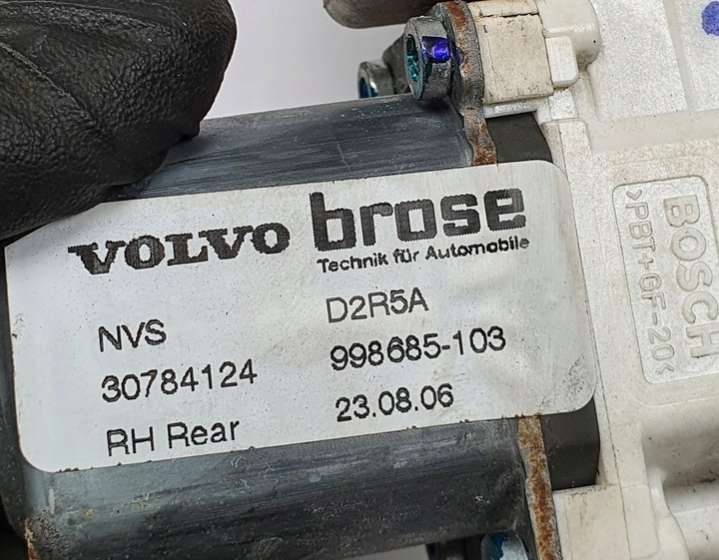 VOLVO brose
Technik für Automobile
NVS D2R5A
30784124 998685-103
RH Rear 23.08.06
BOSCH
>PBT-GF-20<